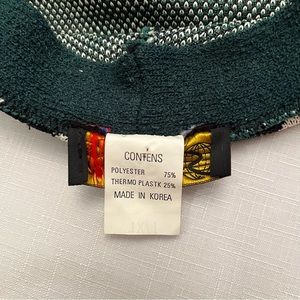 CONTENS
POLYESTER 75%
THERMO PLASTK 25%
MADE IN KOREA